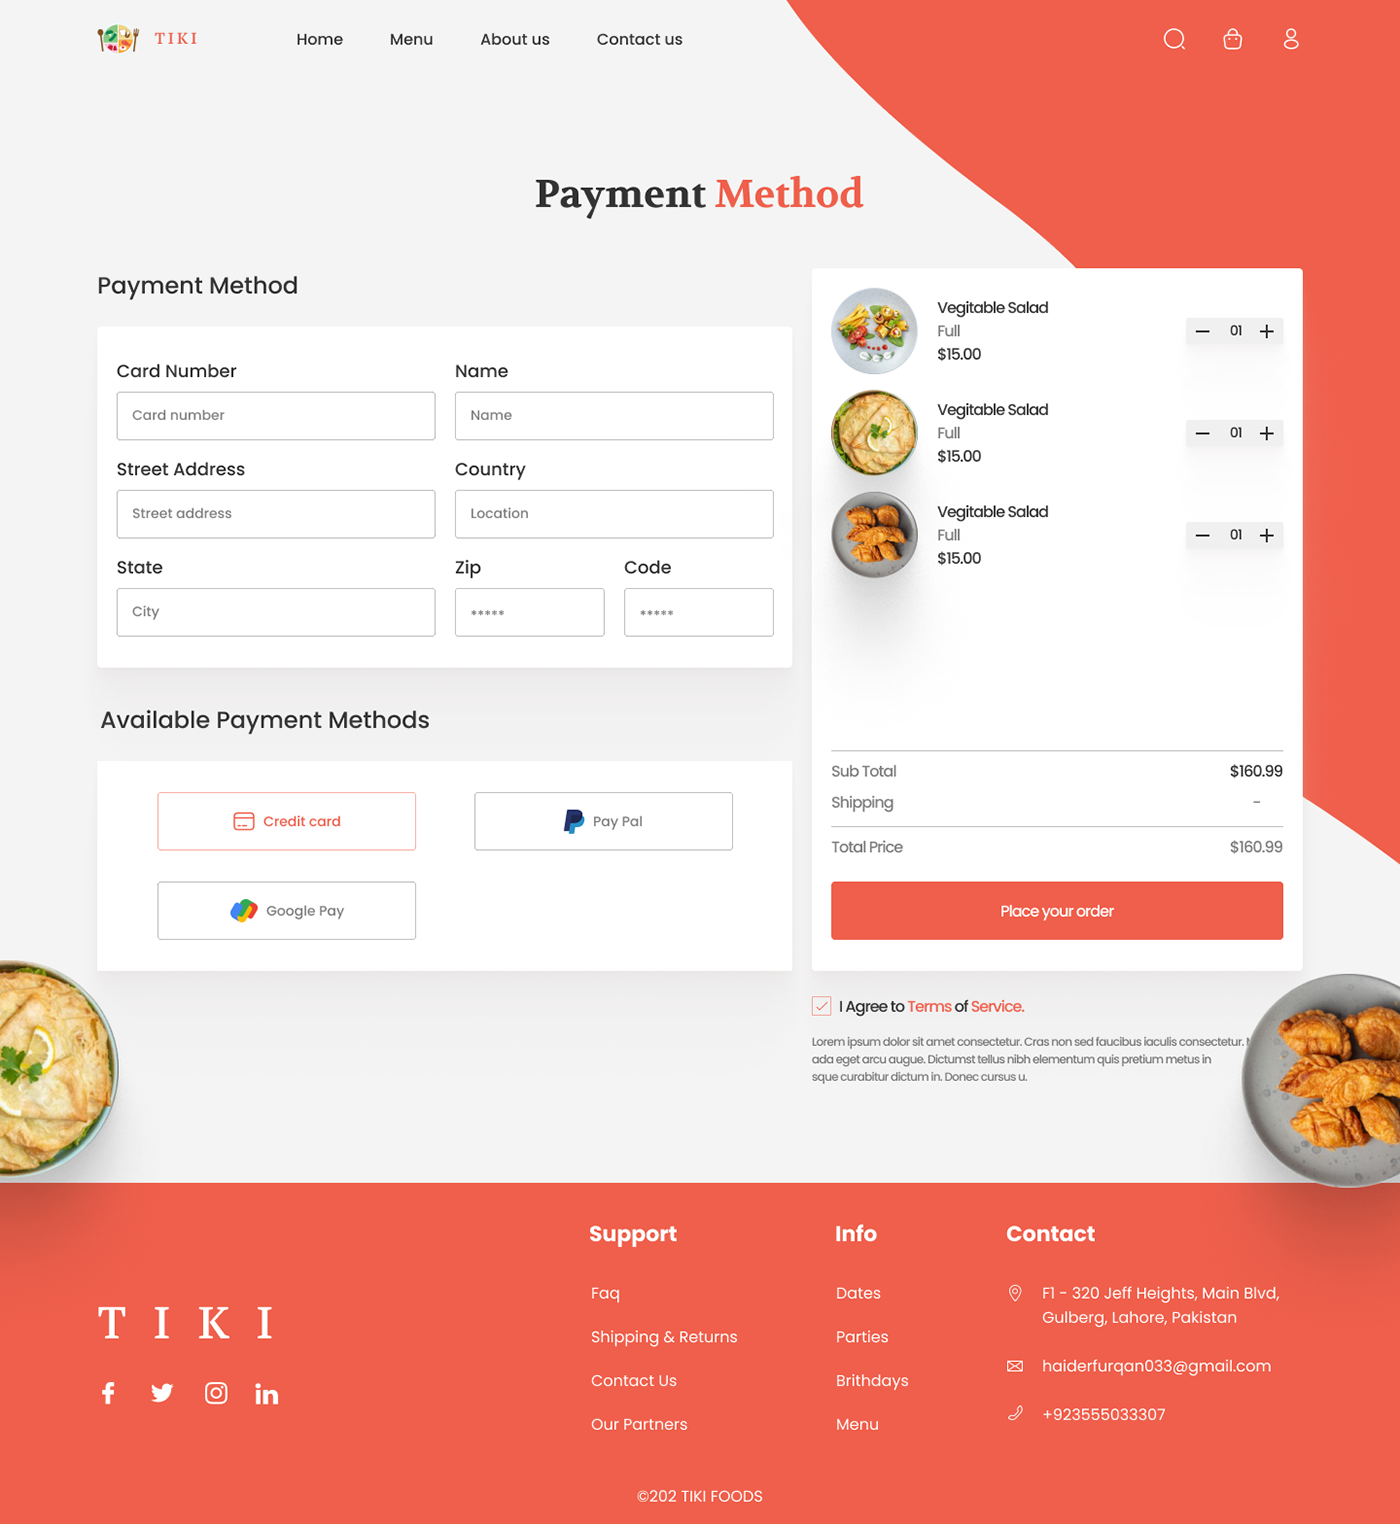 TIKI
Home
Menu
About us
Contact us
Payment Method
Payment Method
Card Number
Name
Card number
Name
Street Address
Country
Street address
Location
State
Zip
Code
City
*****
*****
Available Payment Methods
Credit card
Pay Pal
Google Pay
Vegitable Salad
Full
$15.00
01
Vegitable Salad
Full
$15.00
01
Vegitable Salad
Full
$15.00
01
Sub Total
$160.99
Shipping
-
Total Price
$160.99
Place your order
I Agree to Terms of Service.
Lorem ipsum dolor sit amet consectetur. Cras non sed faucibus iaculis consectetur.
ada eget arcu augue. Dictumst tellus nibh elementum quis pretium metus in
sque curabitur dictum in. Donec cursus u.
TIKI
Support
Faq
Shipping & Returns
Contact Us
Our Partners
Info
Dates
Parties
Brithdays
Menu
Contact
F1 - 320 Jeff Heights, Main Blvd,
Gulberg, Lahore, Pakistan
haiderfurqan033@gmail.com
+923555033307
©202 TIKI FOODS